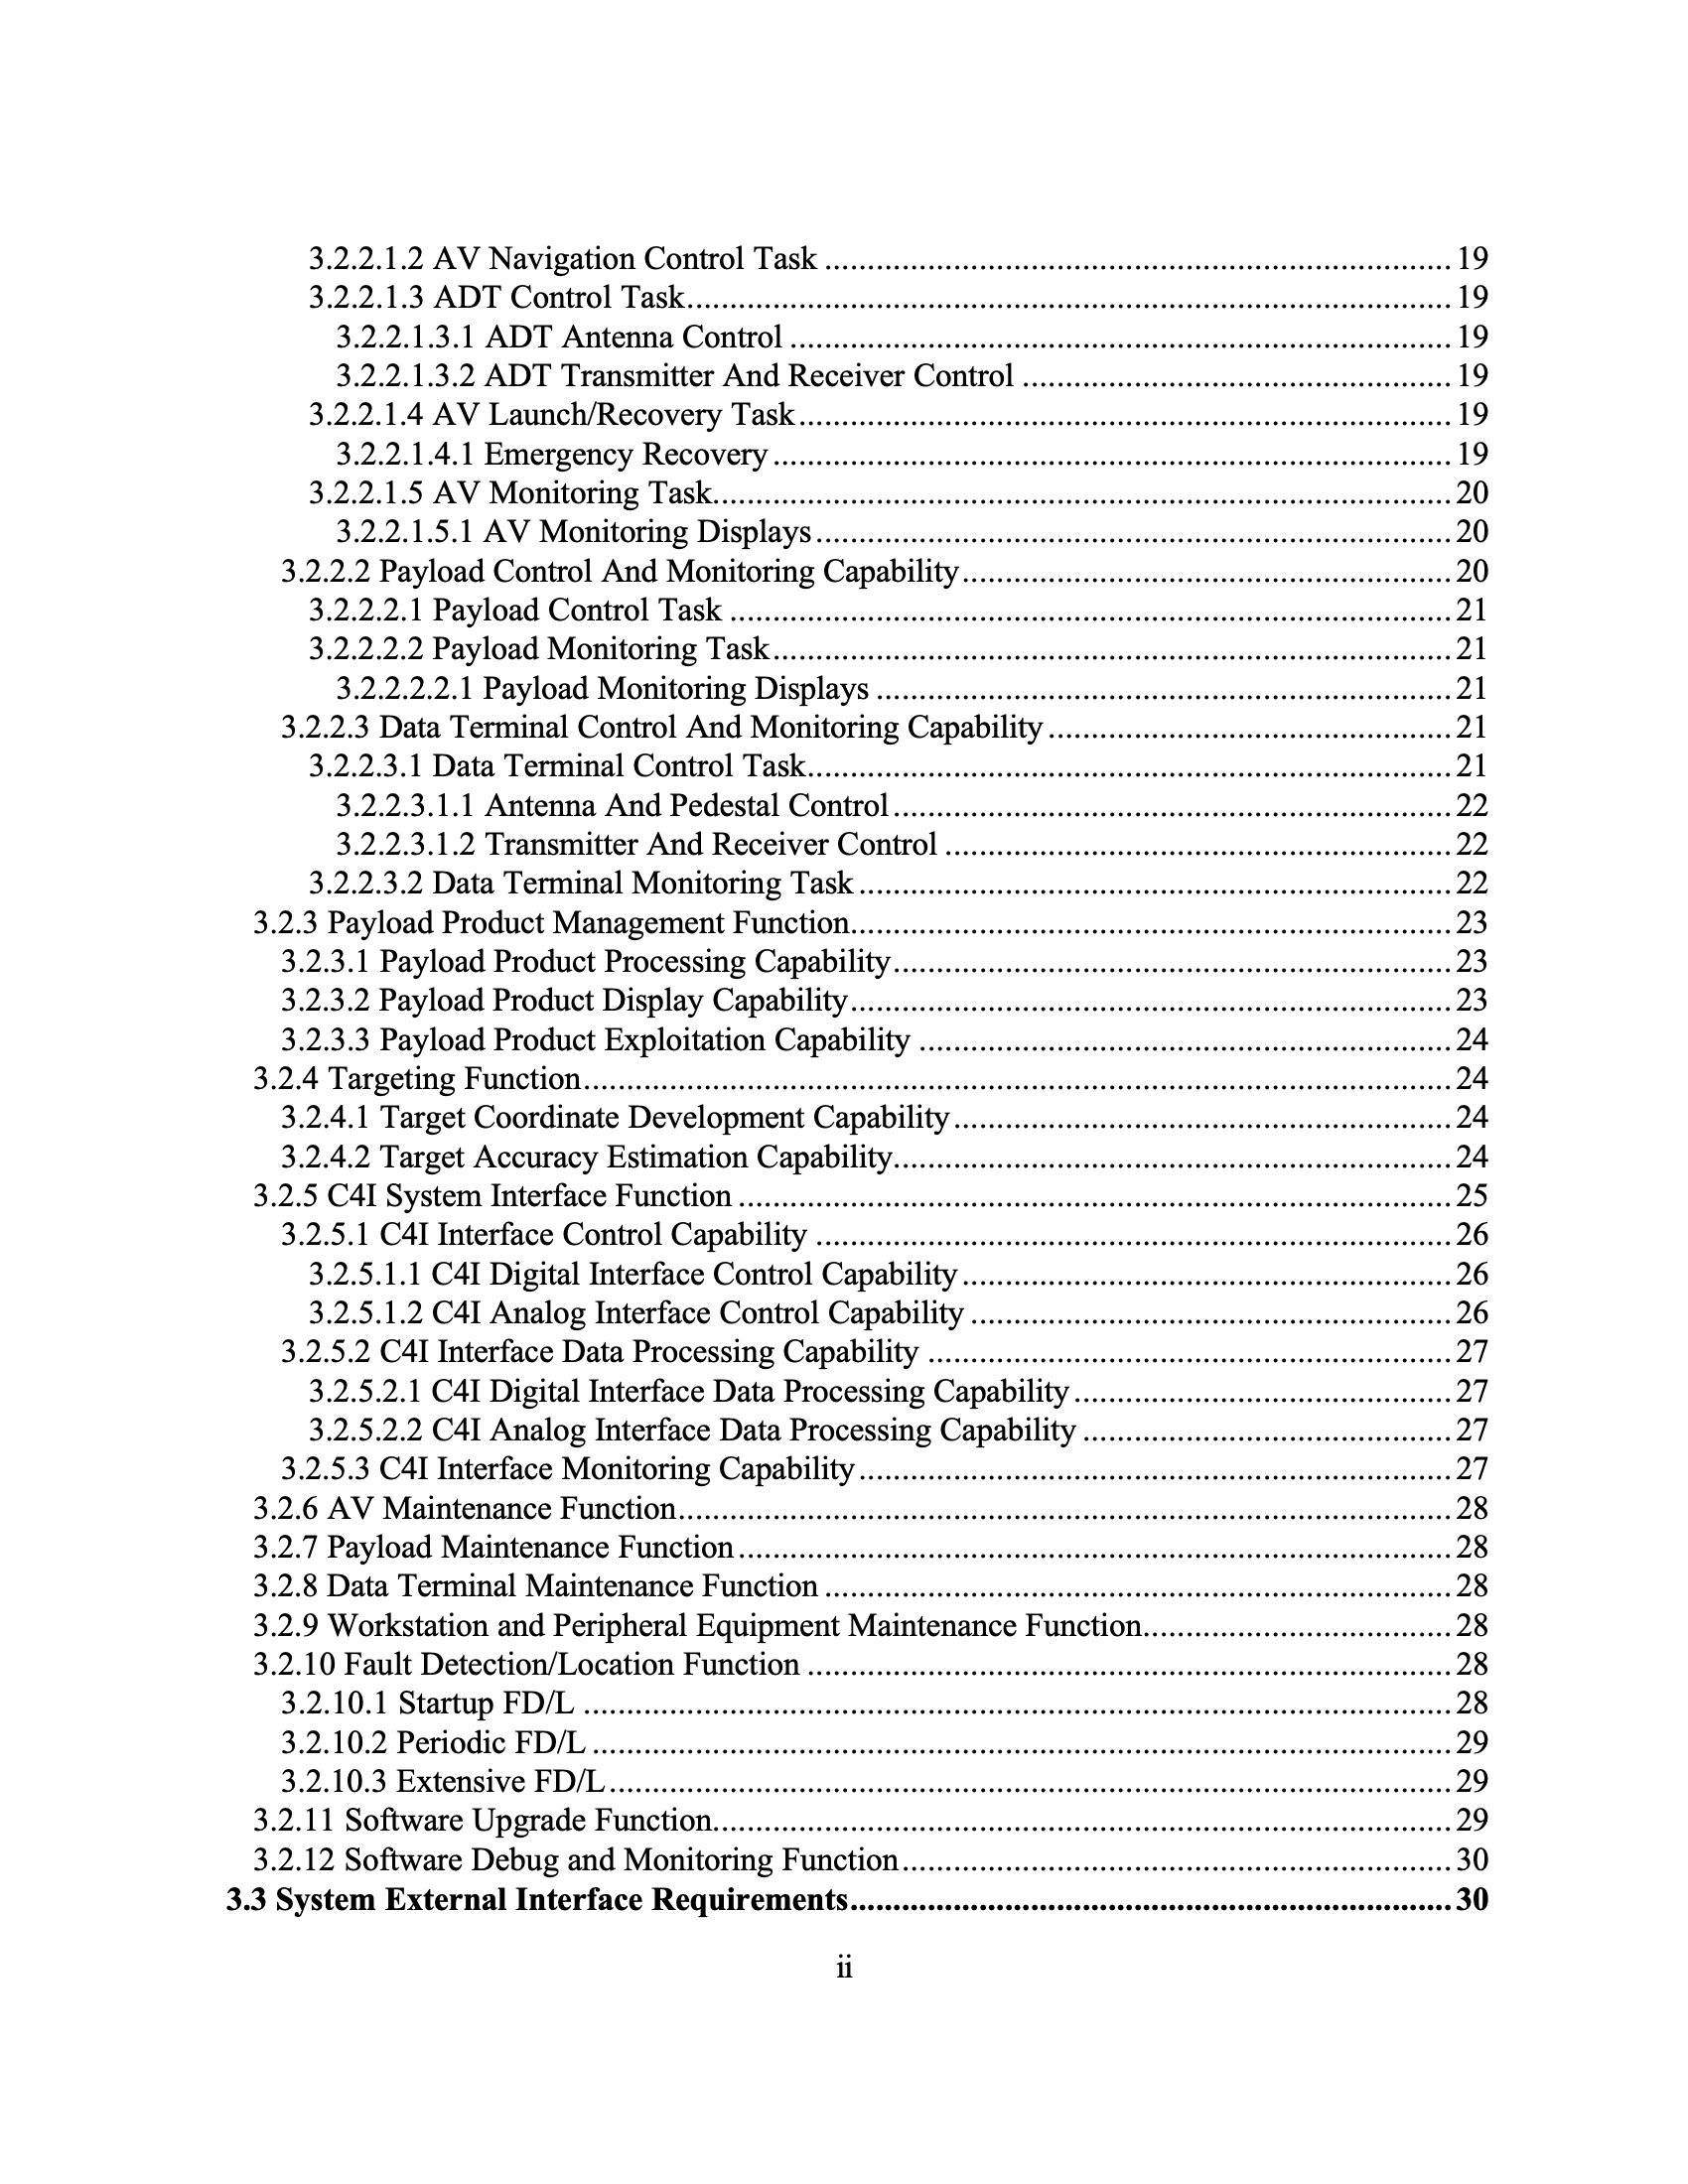 3.2.2.1.2 AV Navigation Control Task ........................................................................ 19
3.2.2.1.3 ADT Control Task........................................................................................ 19
3.2.2.1.3.1 ADT Antenna Control ............................................................................ 19
3.2.2.1.3.2 ADT Transmitter And Receiver Control .................................................. 19
3.2.2.1.4 AV Launch/Recovery Task........................................................................... 19
3.2.2.1.4.1 Emergency Recovery.............................................................................. 19
3.2.2.1.5 AV Monitoring Task..................................................................................... 20
3.2.2.1.5.1 AV Monitoring Displays......................................................................... 20
3.2.2.2 Payload Control And Monitoring Capability........................................................ 20
3.2.2.2.1 Payload Control Task ................................................................................... 21
3.2.2.2.2 Payload Monitoring Task.............................................................................. 21
3.2.2.2.2.1 Payload Monitoring Displays .................................................................. 21
3.2.2.3 Data Terminal Control And Monitoring Capability............................................... 21
3.2.2.3.1 Data Terminal Control Task.......................................................................... 21
3.2.2.3.1.1 Antenna And Pedestal Control................................................................ 22
3.2.2.3.1.2 Transmitter And Receiver Control .......................................................... 22
3.2.2.3.2 Data Terminal Monitoring Task.................................................................... 22
3.2.3 Payload Product Management Function..................................................................... 23
3.2.3.1 Payload Product Processing Capability................................................................ 23
3.2.3.2 Payload Product Display Capability..................................................................... 23
3.2.3.3 Payload Product Exploitation Capability ............................................................. 24
3.2.4 Targeting Function.................................................................................................... 24
3.2.4.1 Target Coordinate Development Capability......................................................... 24
3.2.4.2 Target Accuracy Estimation Capability................................................................ 24
3.2.5 C4I System Interface Function .................................................................................. 25
3.2.5.1 C4I Interface Control Capability ......................................................................... 26
3.2.5.1.1 C4I Digital Interface Control Capability........................................................ 26
3.2.5.1.2 C4I Analog Interface Control Capability ....................................................... 26
3.2.5.2 C4I Interface Data Processing Capability ............................................................ 27
3.2.5.2.1 C4I Digital Interface Data Processing Capability........................................... 27
3.2.5.2.2 C4I Analog Interface Data Processing Capability .......................................... 27
3.2.5.3 C4I Interface Monitoring Capability.................................................................... 27
3.2.6 AV Maintenance Function......................................................................................... 28
3.2.7 Payload Maintenance Function.................................................................................. 28
3.2.8 Data Terminal Maintenance Function ........................................................................ 28
3.2.9 Workstation and Peripheral Equipment Maintenance Function.................................... 28
3.2.10 Fault Detection/Location Function .......................................................................... 28
3.2.10.1 Startup FD/L .................................................................................................... 28
3.2.10.2 Periodic FD/L................................................................................................... 29
3.2.10.3 Extensive FD/L................................................................................................. 29
3.2.11 Software Upgrade Function..................................................................................... 29
3.2.12 Software Debug and Monitoring Function............................................................... 30
3.3 System External Interface Requirements...................................................................... 30
ii